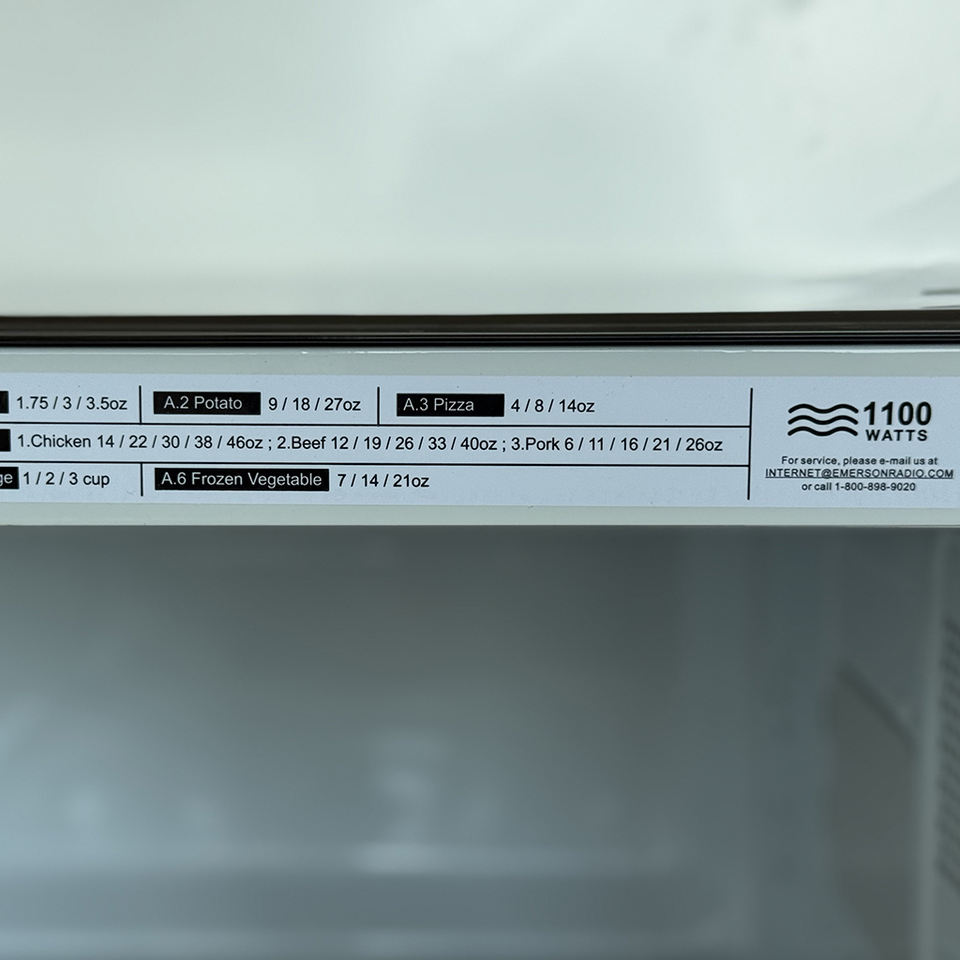 1.75 / 3 / 3.5oz A.2 Potato 9 / 18 / 27oz A.3 Pizza 4 / 8 / 14oz
1.Chicken 14 / 22 / 30 / 38 / 46oz ; 2.Beef 12 / 19 / 26 / 33 / 40oz ; 3.Pork 6 / 11 / 16 / 21 / 26oz
ge 1 / 2 / 3 cup A.6 Frozen Vegetable 7 / 14 / 21oz
1100
WATTS
For service, please e-mail us at
INTERNET@EMERSONRADIO.COM
or call 1-800-898-9020